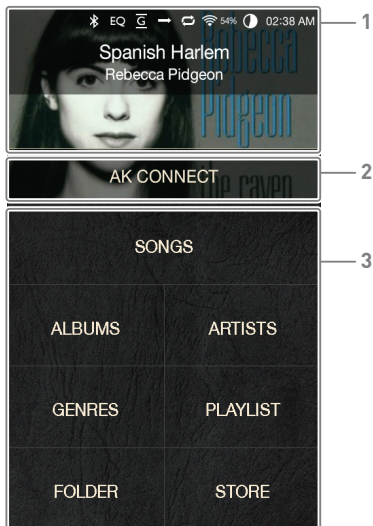 EQ G 54% 02:38 AM
1
Spanish Harlem
Rebecca Pidgeon
Rebecca
Pidgeon
2
AK CONNECT
the raven
3
SONGS
ALBUMS ARTISTS
GENRES PLAYLIST
FOLDER STORE